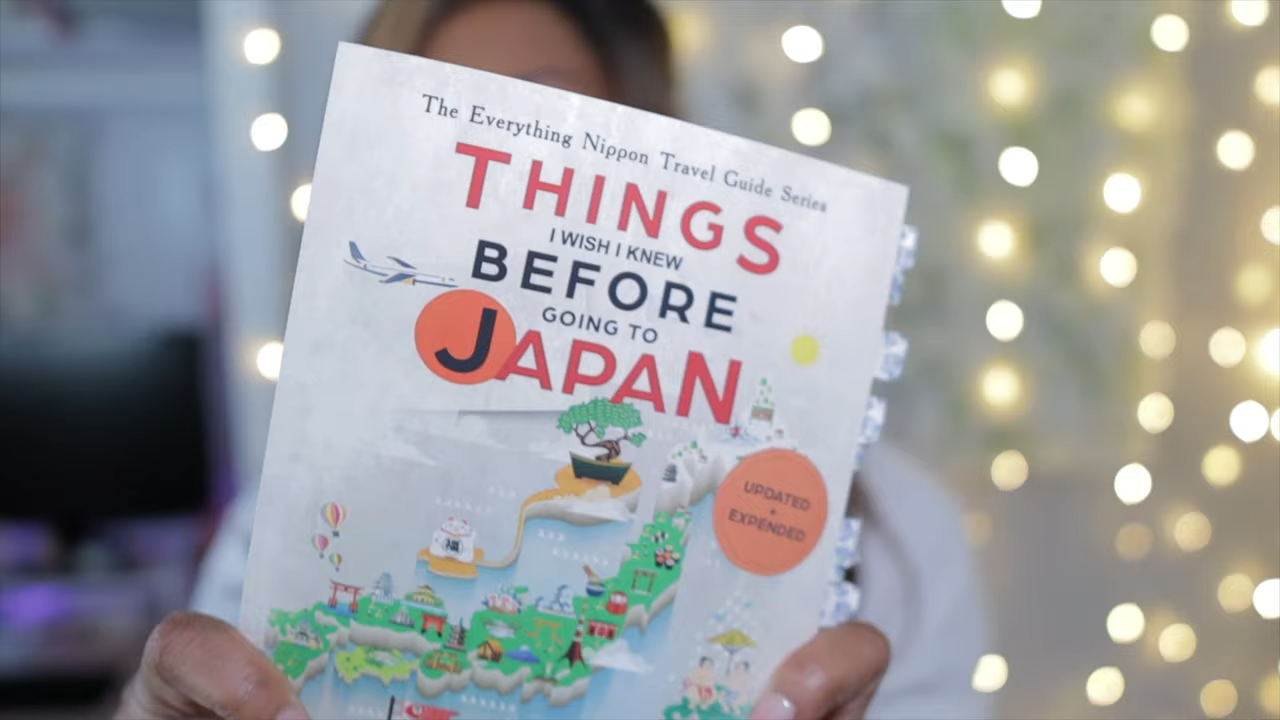 The Everything Nippon Travel Guide Series
THINGS
I WISH I KNEW
BEFORE
GOING TO
JAPAN
UPDATED
+
EXPENDED